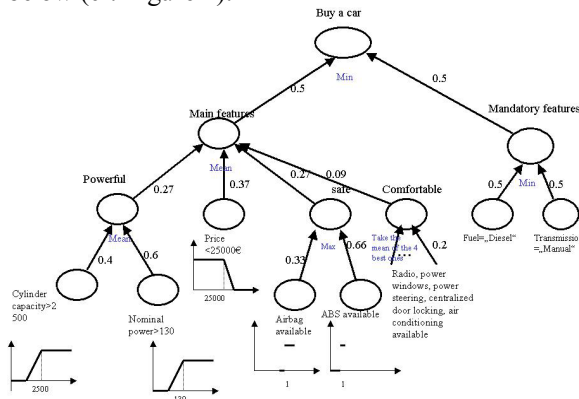 Buy a car
Min
0.5
0.5
Main features
Mandatory features
Mean
Min
0.27
0.37
0.27
0.09
0.5
0.5
Powerful
safe
Comfortable
Mean
Price
<25000€
Max
Take the
mean of the 4
best ones
...
0.2
Fuel=„Diesel“
Transmissio
=„Manual“
0.4
0.6
25000
0.33
0.66
Radio, power
windows, power
steering, centralized
door locking, air
conditioning
available
Cylinder
capacity>2
500
Nominal
power>130
Airbag
available
ABS available
2500
130
1
1